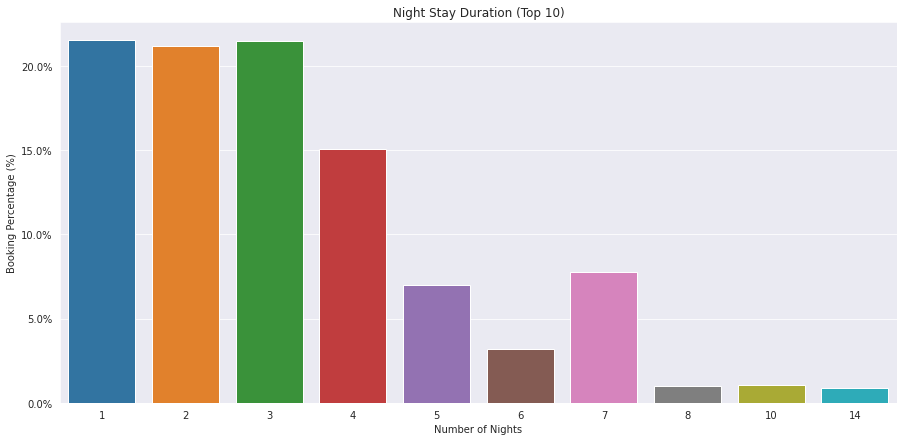 Night Stay Duration (Top 10)
Booking Percentage (%)
20.0%
15.0%
10.0%
5.0%
0.0%
1 2 3 4 5 6 7 8 10 14
Number of Nights